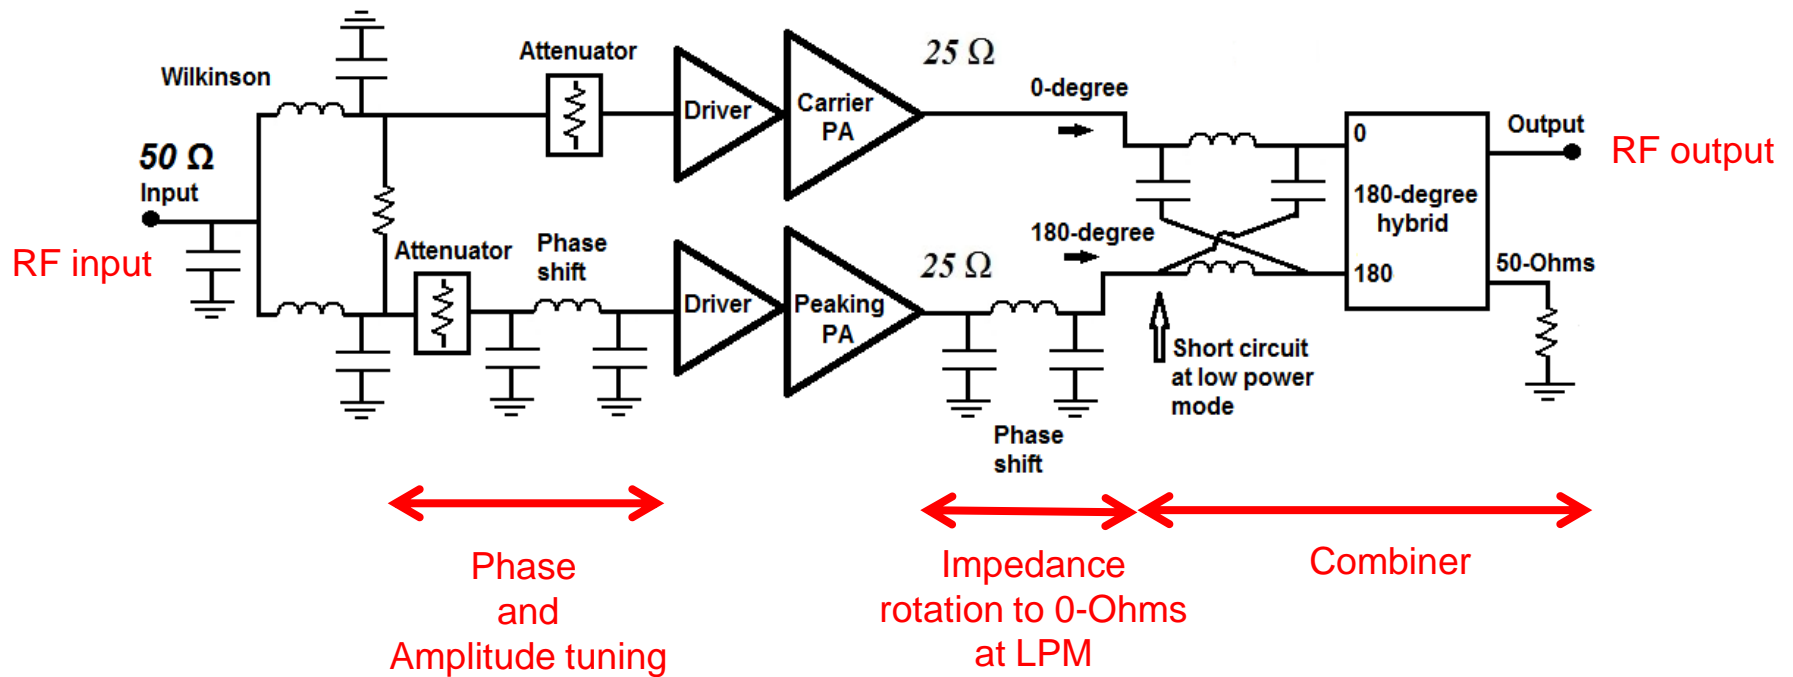 Wilkinson
Attenuator
25 Ω
0-degree
Driver
Carrier
PA
50 Ω
Input
RF input
0
180-degree
hybrid
180
Output
RF output
50-Ohms
Attenuator
Phase
shift
Driver
Peaking
PA
25 Ω
180-degree
Short circuit
at low power
mode
Phase
shift
Phase
and
Amplitude tuning
Impedance
rotation to 0-Ohms
at LPM
Combiner